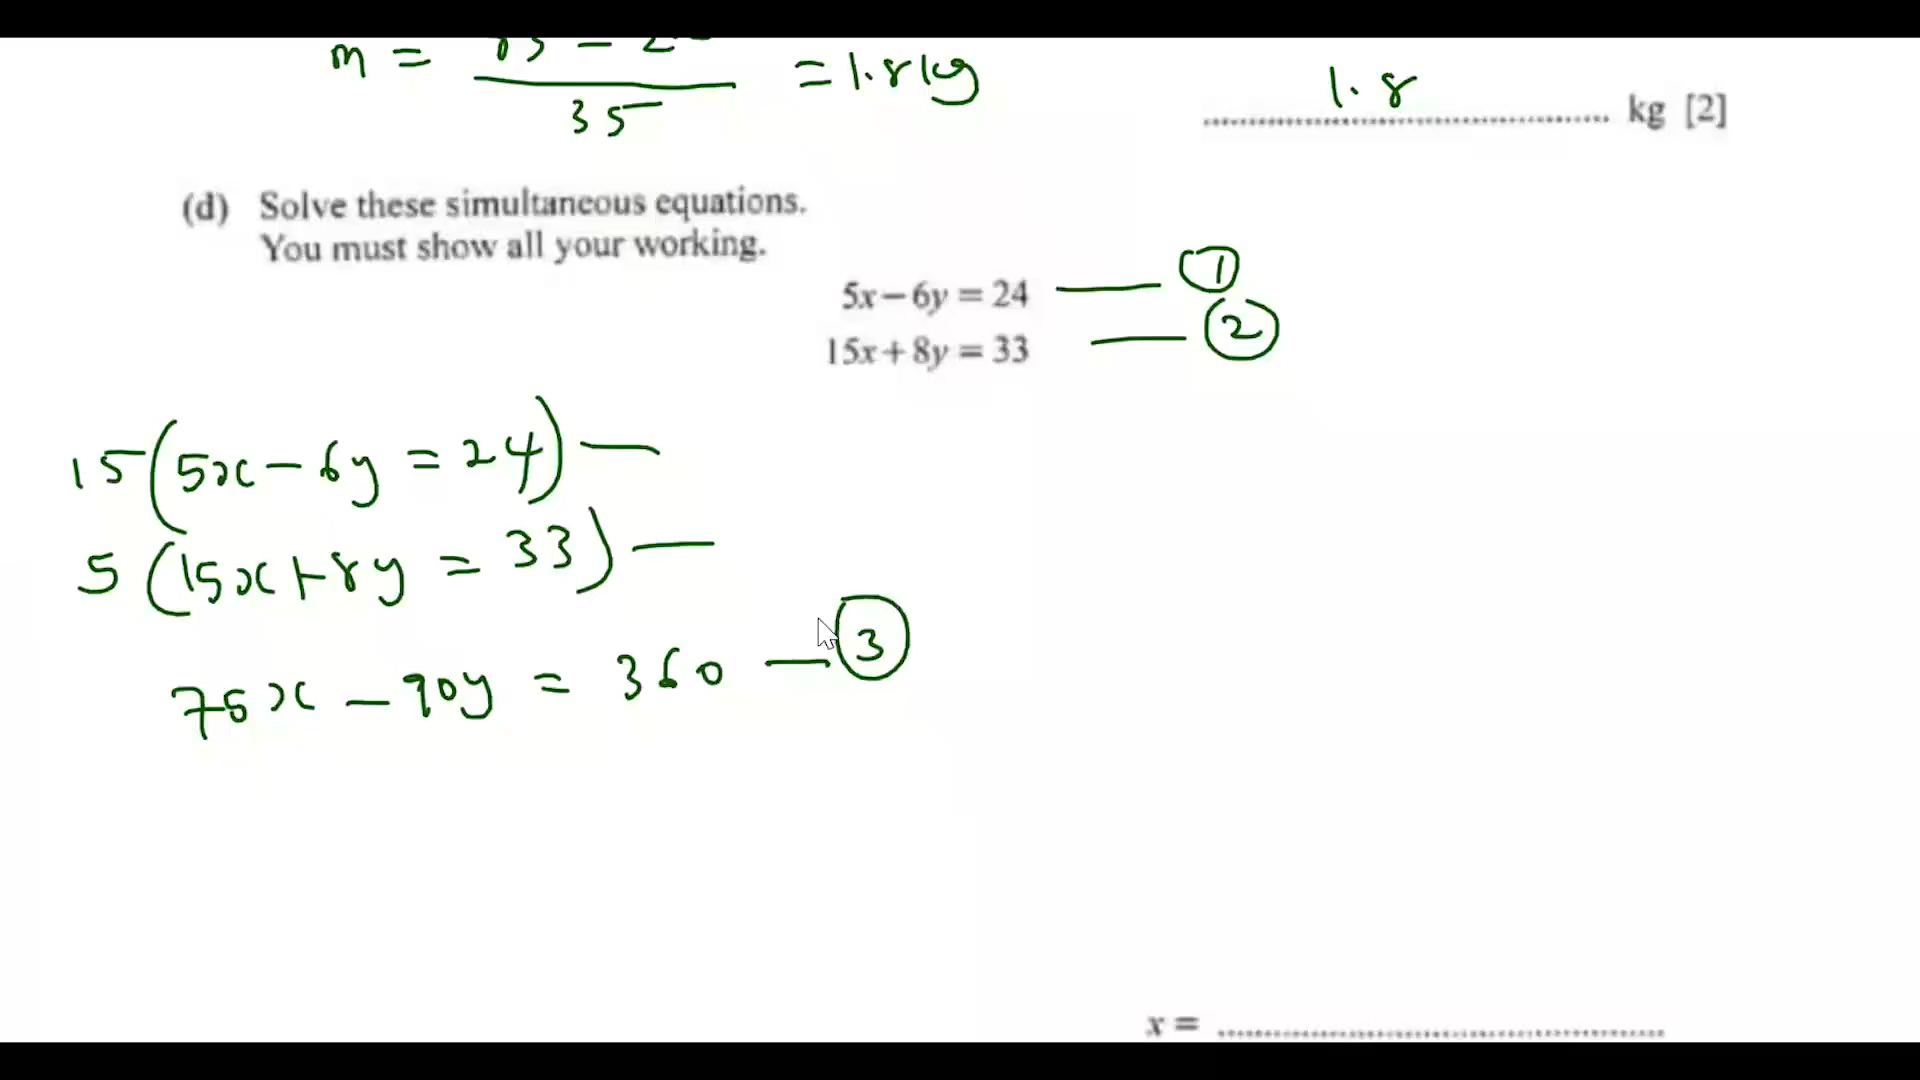 m = 35 = 1.8kg
1.8
kg [2]
(d) Solve these simultaneous equations.
You must show all your working.
5x − 6y = 24 — ①
15x + 8y = 33 — ②
15(5x − 6y = 24) —
5(15x + 8y = 33) —
75x − 90y = 360 — ③
x =